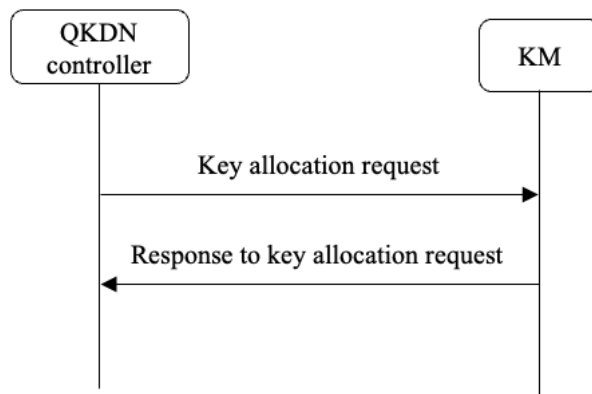 QKDN
controller
KM
Key allocation request
Response to key allocation request